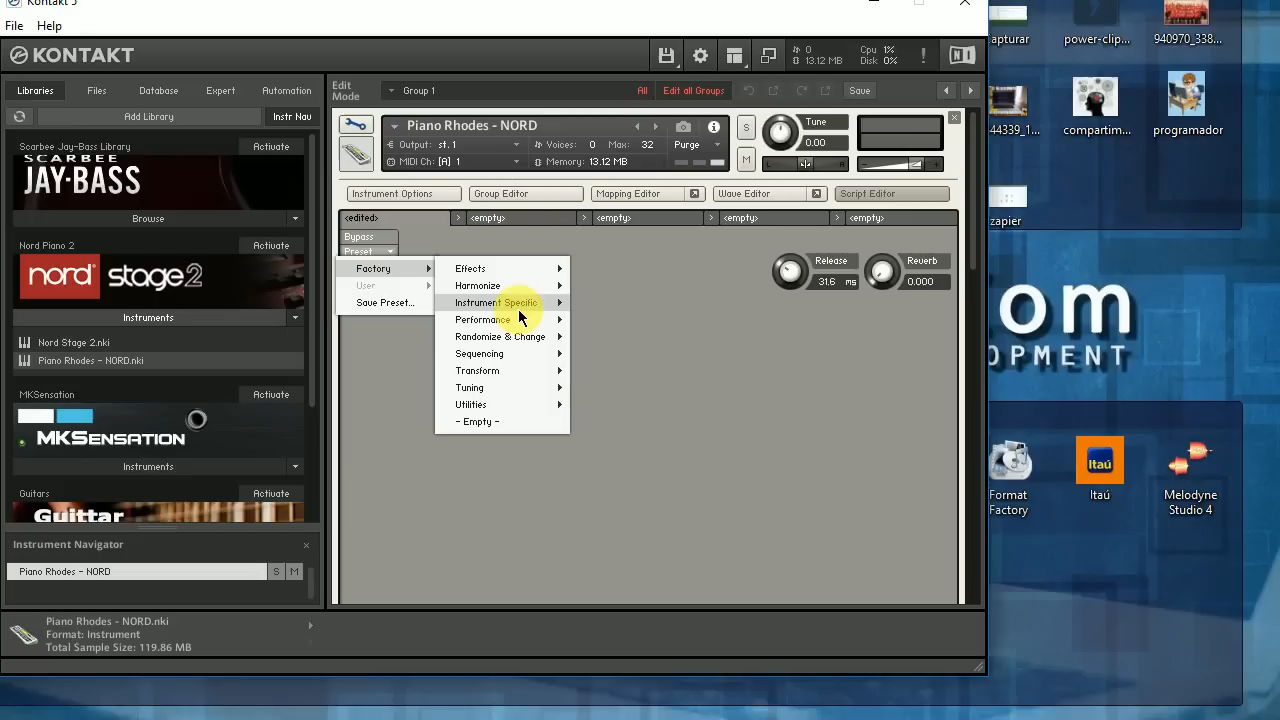 Kontakt 5
File Help
KONTAKT
0
13.12 MB
Cpu 1%
Disk 0%
!
NI
Libraries Files Database Expert Automation
Add Library Instr Nav
Scarbee Jay-Bass Library Activate
SCARBEE
JAY-BASS
Browse
Nord Piano 2 Activate
nord stage2
Instruments
Nord Stage 2.nki
Piano Rhodes - NORD.nki
MKSensation Activate
MKSENSATION
Instruments
Guitars Activate
Guittar
Instrument Navigator ×
Piano Rhodes - NORD S M
Piano Rhodes - NORD.nki
Format: Instrument
Total Sample Size: 119.86 MB
Edit
Mode
Group 1 All Edit all Groups Save
Piano Rhodes - NORD
Output: st.1 Voices: 0 Max: 32 Purge
MIDI Ch: [A] 1 Memory: 13.12 MB
S
M
Tune
0.00
L R
Instrument Options Group Editor Mapping Editor Wave Editor Script Editor
<edited> <empty> <empty> <empty> <empty>
Bypass
Preset
Factory
User
Save Preset...
Effects
Harmonize
Instrument Specific
Performance
Randomize & Change
Sequencing
Transform
Tuning
Utilities
- Empty -
Release
31.6 ms
Reverb
0.000
apturar
power-clip...
940970_338...
44339_1...
compartim...
programador
zapier
om
OPMENT
Format
Factory
Itaú
Itaú
Melodyne
Studio 4